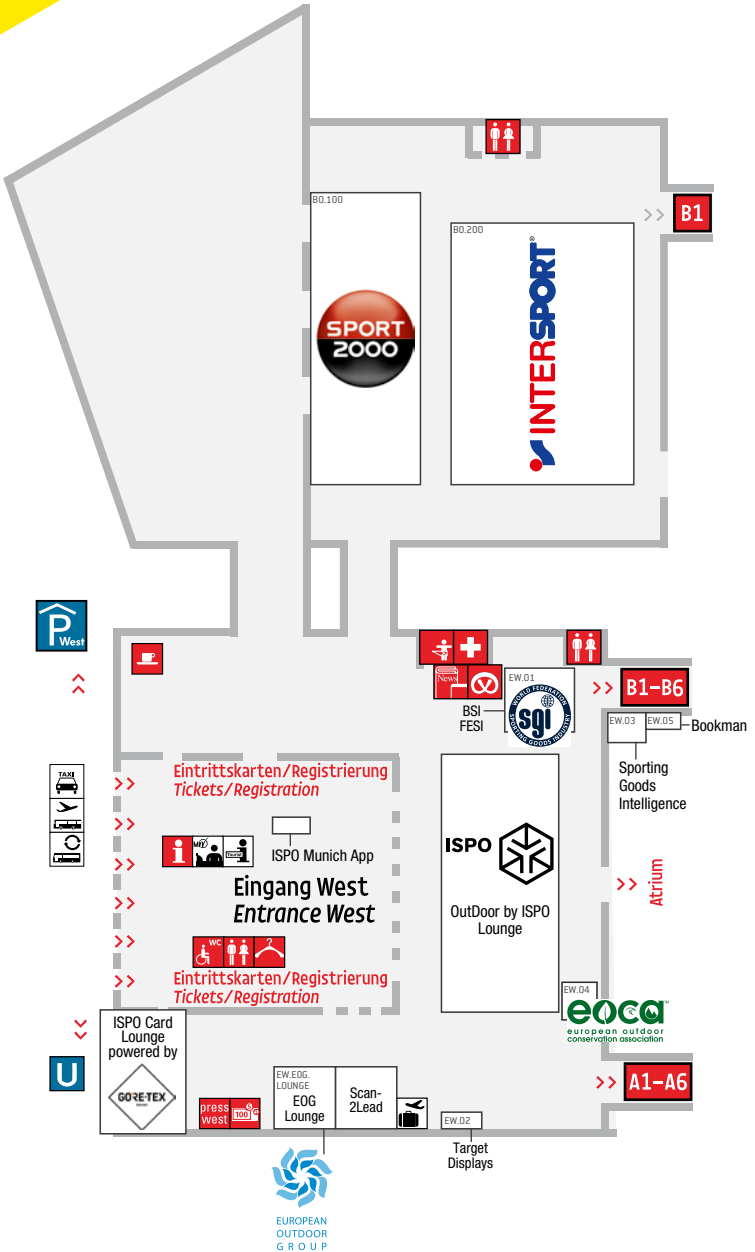 B0.100
B0.200
B1
SPORT
2000
INTERSPORT®
P
West
News
EW.01
WORLD FEDERATION
sgi
SPORTING GOODS INDUSTRY
BSI
FESI
B1–B6
EW.03
EW.05
Bookman
Sporting
Goods
Intelligence
TAXI
Eintrittskarten/Registrierung
Tickets/Registration
i
Tourist
ISPO Munich App
Eingang West
Entrance West
WC
Eintrittskarten/Registrierung
Tickets/Registration
ISPO
OutDoor by ISPO
Lounge
Atrium
EW.04
eoca™
european outdoor
conservation association
ISPO Card
Lounge
powered by
GORE-TEX
U
press
west
100
EW.EOG.
LOUNGE
EOG
Lounge
Scan-
2Lead
EW.02
Target
Displays
A1–A6
EUROPEAN
OUTDOOR
GROUP